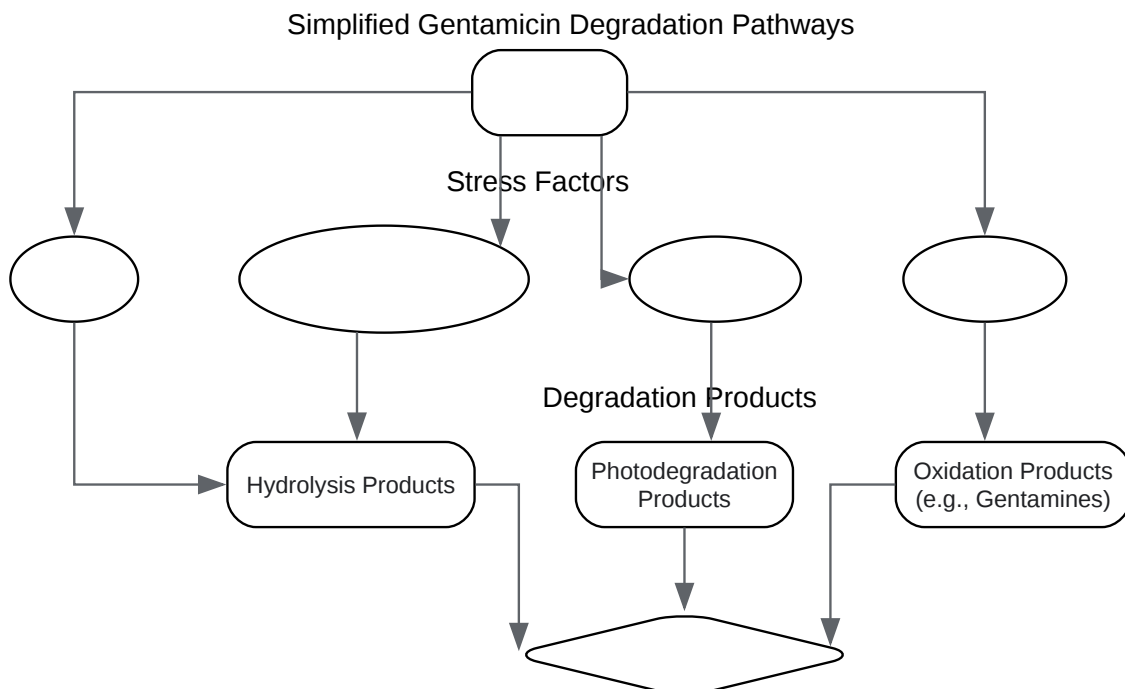 Simplified Gentamicin Degradation Pathways
Stress Factors
Degradation Products
Hydrolysis Products
Photodegradation
Products
Oxidation Products
(e.g., Gentamines)